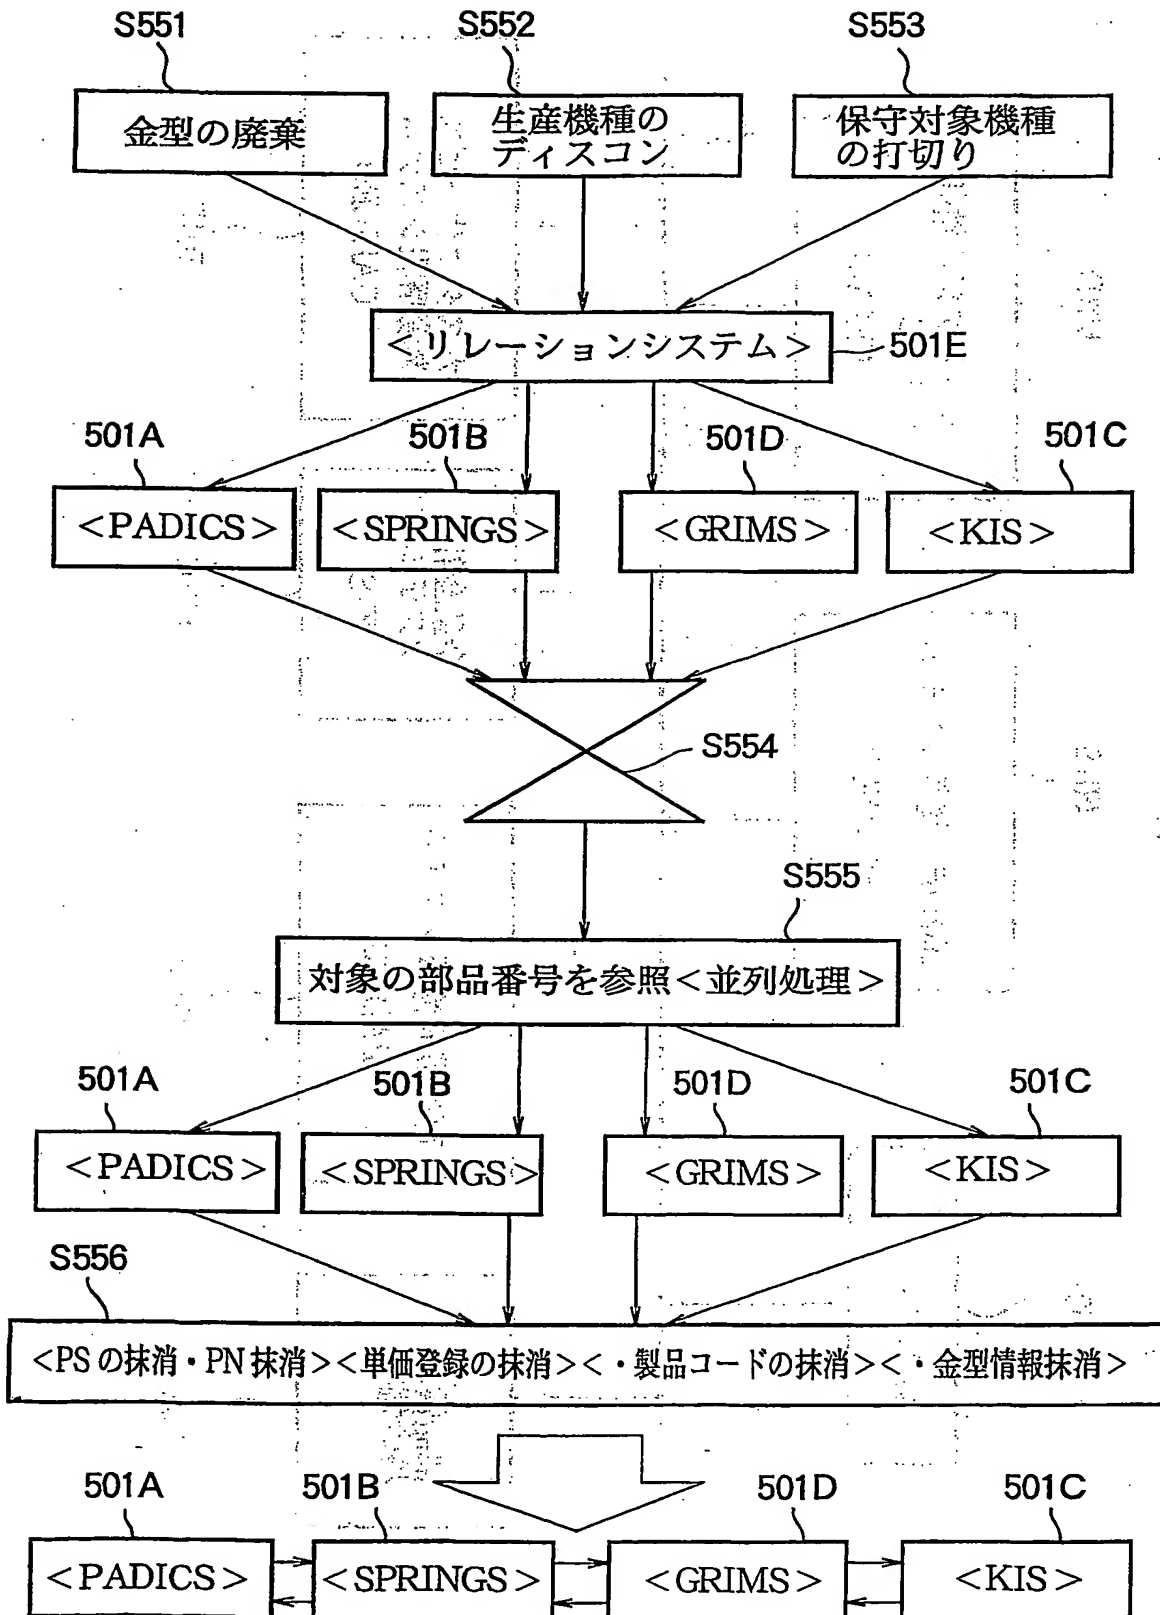 S551
S552
S553
金型の廃棄
生産機種の
ディスコン
保守対象機種
の打切り
<リレーションシステム>
501E
501A
501B
501D
501C
<PADICS>
<SPRINGS>
<GRIMS>
<KIS>
S554
S555
対象の部品番号を参照<並列処理>
501A
501B
501D
501C
<PADICS>
<SPRINGS>
<GRIMS>
<KIS>
S556
<PSの抹消・PN抹消><単価登録の抹消><・製品コードの抹消><・金型情報抹消>
501A
501B
501D
501C
<PADICS>
<SPRINGS>
<GRIMS>
<KIS>